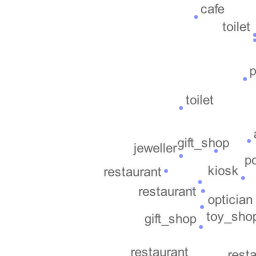 cafe
toilet
p
toilet
a
gift_shop
jeweller
po
restaurant
kiosk
restaurant
optician
gift_shop
toy_shop
restaurant
resta